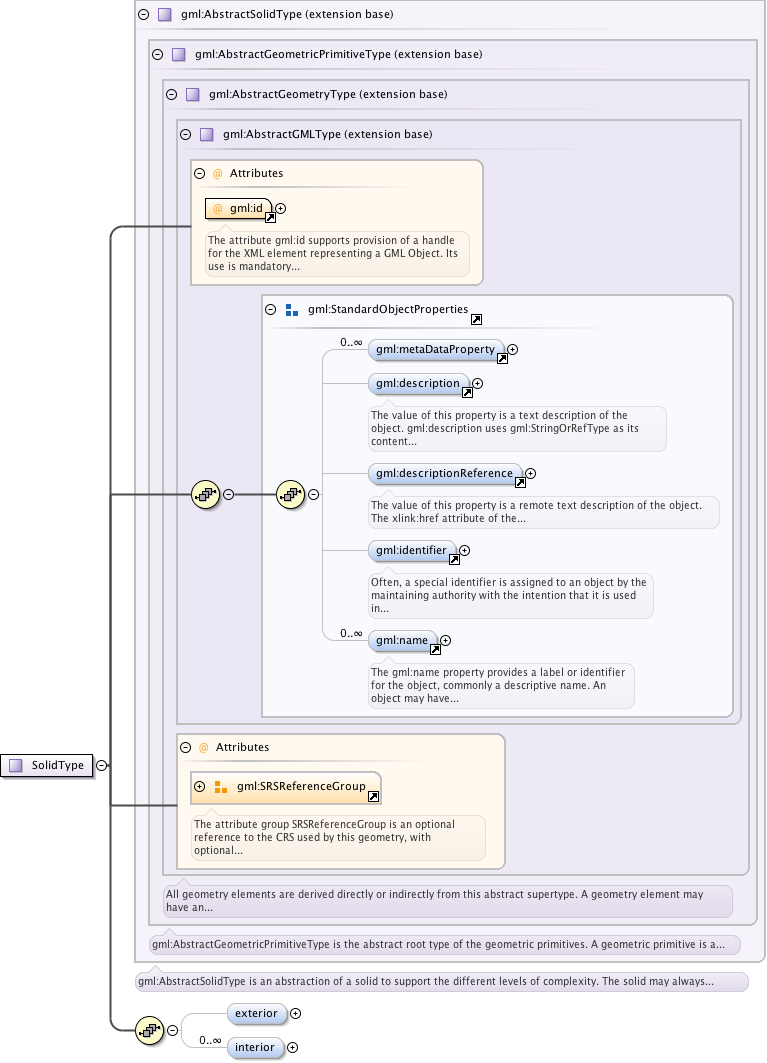 gml:AbstractSolidType (extension base)
gml:AbstractGeometricPrimitiveType (extension base)
gml:AbstractGeometryType (extension base)
gml:AbstractGMLType (extension base)
@ Attributes
@ gml:id
The attribute gml:id supports provision of a handle
for the XML element representing a GML Object. Its
use is mandatory...
gml:StandardObjectProperties
0..∞
gml:metaDataProperty
gml:description
The value of this property is a text description of the
object. gml:description uses gml:StringOrRefType as its
content...
gml:descriptionReference
The value of this property is a remote text description of the object.
The xlink:href attribute of the...
gml:identifier
Often, a special identifier is assigned to an object by the
maintaining authority with the intention that it is used
in...
0..∞
gml:name
The gml:name property provides a label or identifier
for the object, commonly a descriptive name. An
object may have...
SolidType
@ Attributes
gml:SRSReferenceGroup
The attribute group SRSReferenceGroup is an optional
reference to the CRS used by this geometry, with
optional...
All geometry elements are derived directly or indirectly from this abstract supertype. A geometry element may
have an...
gml:AbstractGeometricPrimitiveType is the abstract root type of the geometric primitives. A geometric primitive is a...
gml:AbstractSolidType is an abstraction of a solid to support the different levels of complexity. The solid may always...
exterior
0..∞
interior